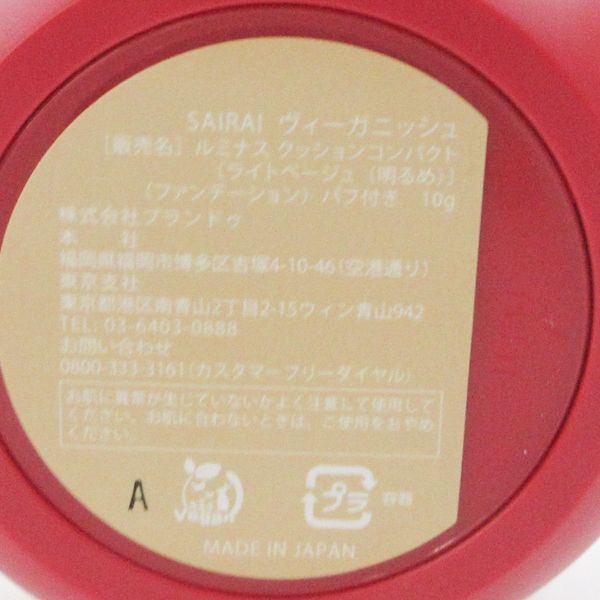 SAIRAI ヴィーガニッシュ
［販売名］ルミナス クッションコンパクト
〔ライトベージュ（明るめ）〕
（ファンデーション）パフ付き 10g
株式会社ブランドゥ
本　社
福岡県福岡市博多区吉塚4-10-46（空港通り）
東京支社
東京都港区南青山2丁目2-15ウィン青山942
TEL: 03-6403-0888
お問い合わせ
0800-333-3161（カスタマーフリーダイヤル）
お肌に異常が生じていないかよく注意して使用して
ください。お肌に合わないときは、ご使用をおやめ
ください。
A
Vegan
プラ
容器
MADE IN JAPAN